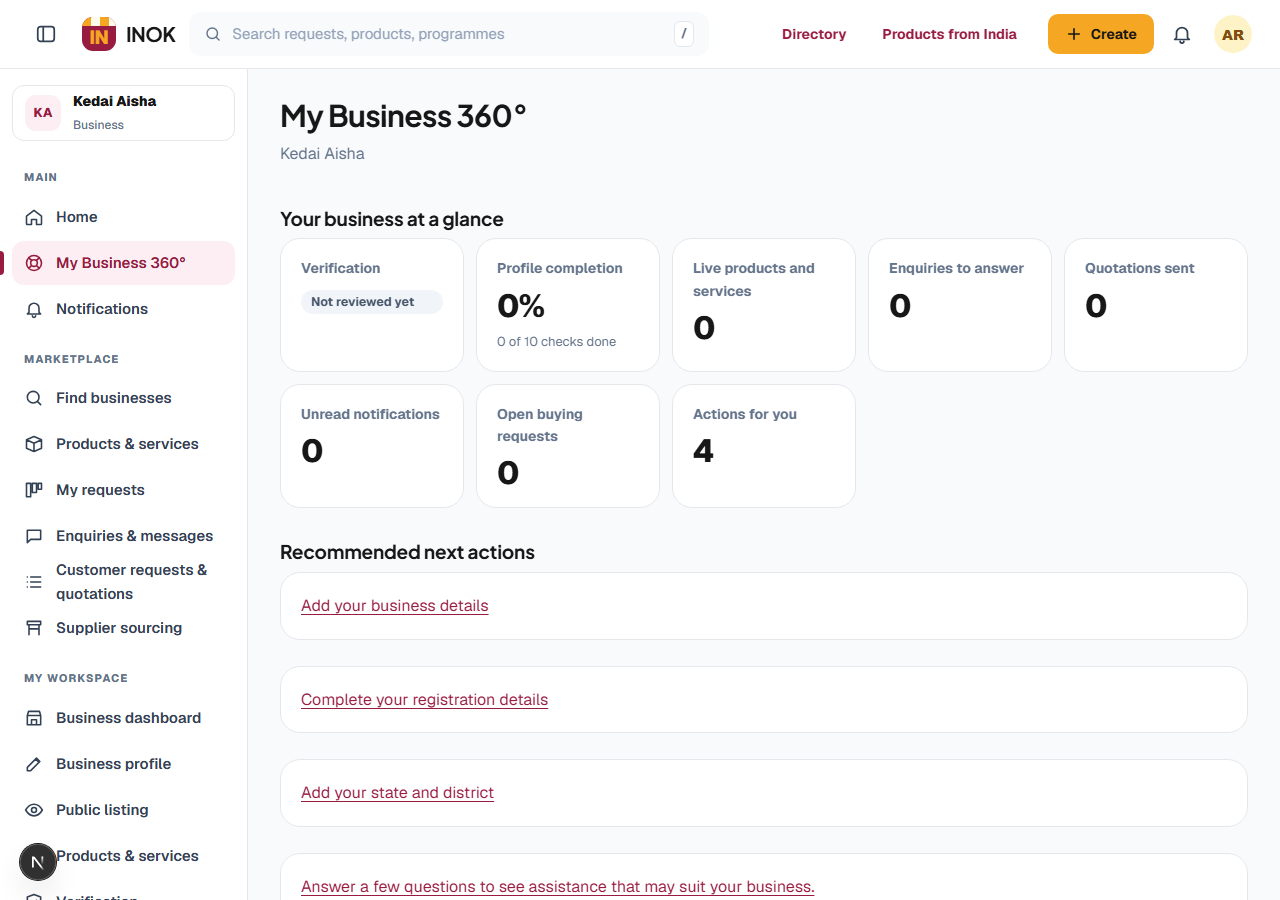 IN INOK
Search requests, products, programmes
/
Directory
Products from India
+ Create
AR
KA
Kedai Aisha
Business
MAIN
Home
My Business 360°
Notifications
MARKETPLACE
Find businesses
Products & services
My requests
Enquiries & messages
Customer requests &
quotations
Supplier sourcing
MY WORKSPACE
Business dashboard
Business profile
Public listing
N
Products & services
Verification
My Business 360°
Kedai Aisha
Your business at a glance
Verification
Not reviewed yet
Profile completion
0%
0 of 10 checks done
Live products and
services
0
Enquiries to answer
0
Quotations sent
0
Unread notifications
0
Open buying
requests
0
Actions for you
4
Recommended next actions
Add your business details
Complete your registration details
Add your state and district
Answer a few questions to see assistance that may suit your business.